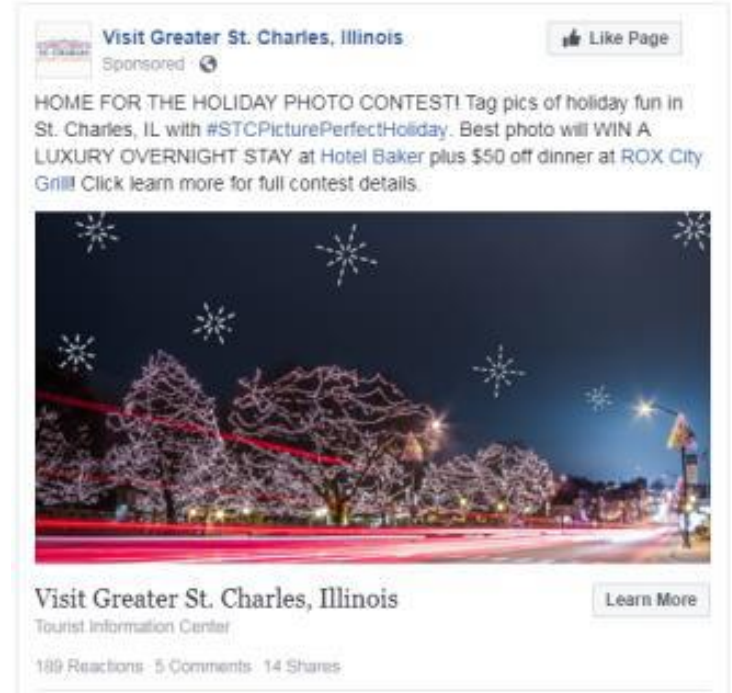 Visit Greater St. Charles, Illinois
Like Page
Sponsored
HOME FOR THE HOLIDAY PHOTO CONTEST! Tag pics of holiday fun in
St. Charles, IL with #STCPicturePerfectHoliday. Best photo will WIN A
LUXURY OVERNIGHT STAY at Hotel Baker plus $50 off dinner at ROX City
Grill! Click learn more for full contest details.
Visit Greater St. Charles, Illinois
Learn More
Tourist Information Center
189 Reactions 5 Comments 14 Shares